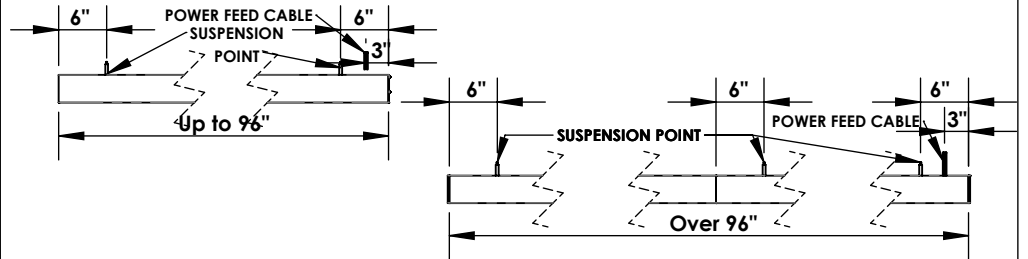 6"
POWER FEED CABLE
6"
SUSPENSION
POINT
3"
Up to 96"
6"
6"
6"
SUSPENSION POINT
POWER FEED CABLE
3"
Over 96"